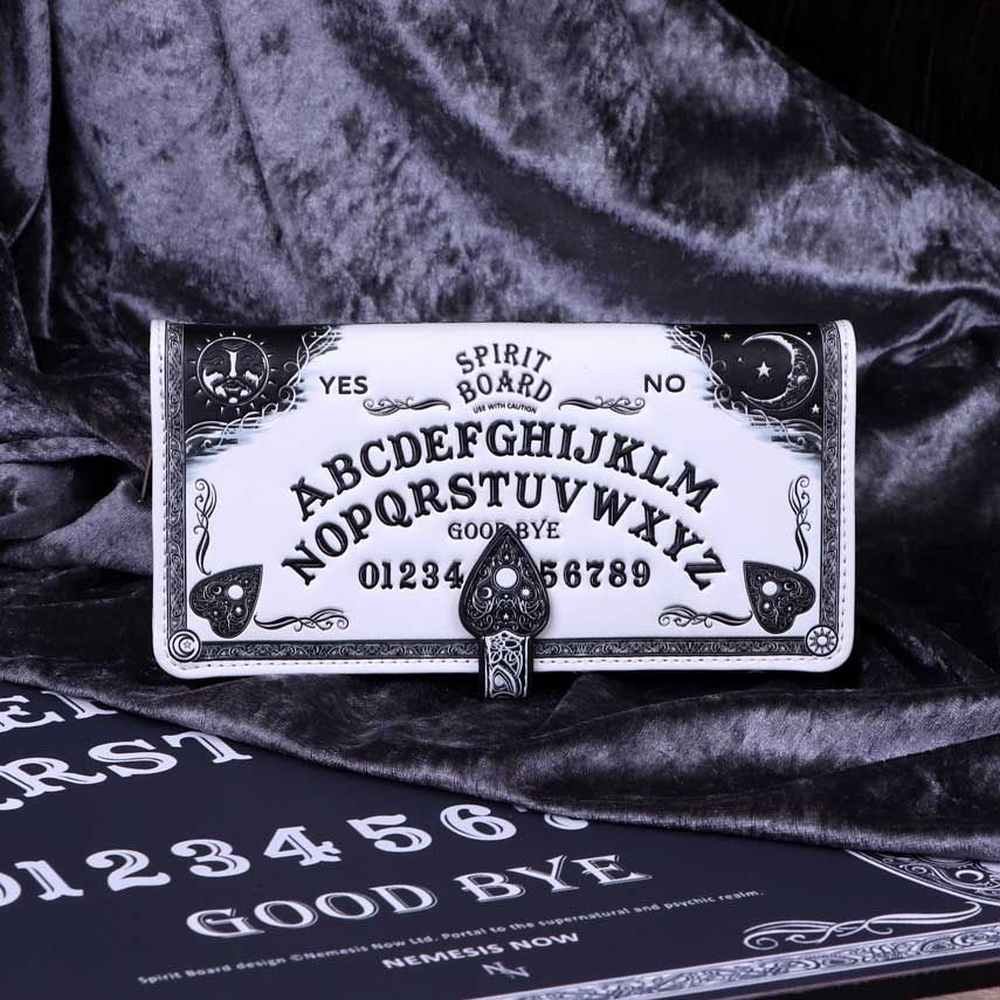 SPIRIT
YES
NO
BOARD
USE WITH CAUTION
ABCDEFGHIJKLM
NOPQRSTUVWXYZ
GOOD BYE
01234 56789
RST
0123456
GOOD BYE
Spirit Board design ©Nemesis Now Ltd. Portal to the supernatural and psychic realm.
NEMESIS NOW